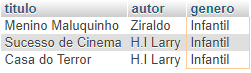 titulo autor genero
Menino Maluquinho Ziraldo Infantil
Sucesso de Cinema H.I Larry Infantil
Casa do Terror H.I Larry Infantil